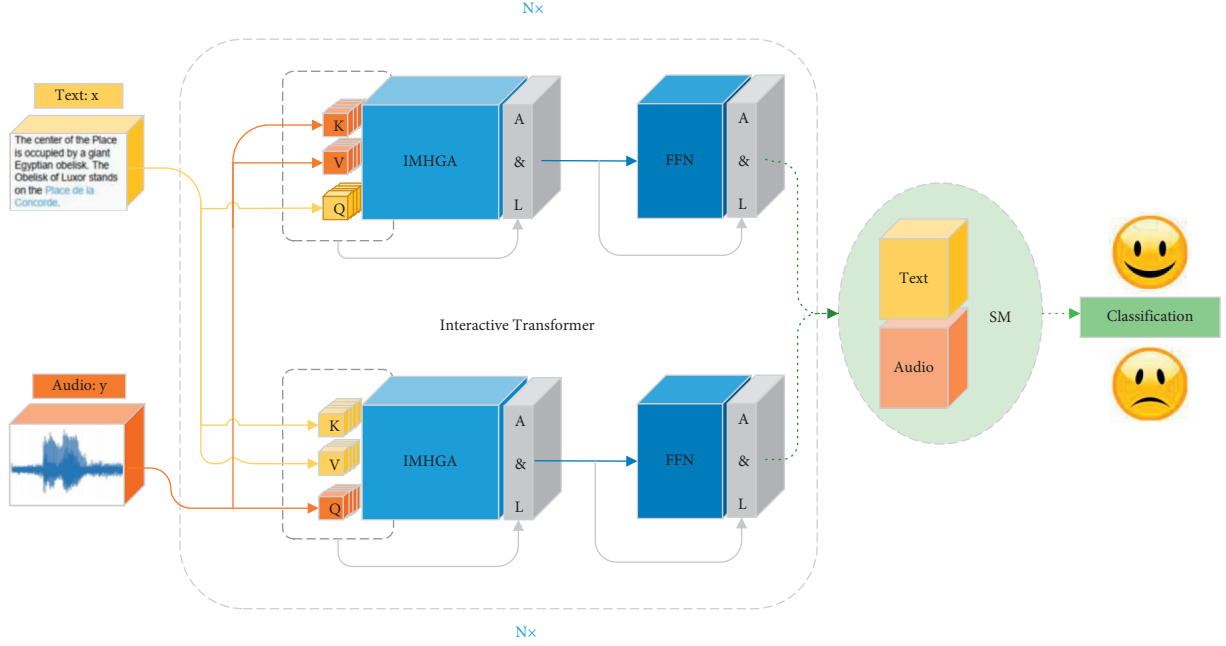 N×
Text: x
The center of the Place
is occupied by a giant
Egyptian obelisk. The
Obelisk of Luxor stands
on the Place de la
Concorde.
K
V
Q
IMHGA
A
&
L
FFN
A
&
L
Interactive Transformer
Text
Audio
SM
Classification
Audio: y
K
V
Q
IMHGA
A
&
L
FFN
A
&
L
N×